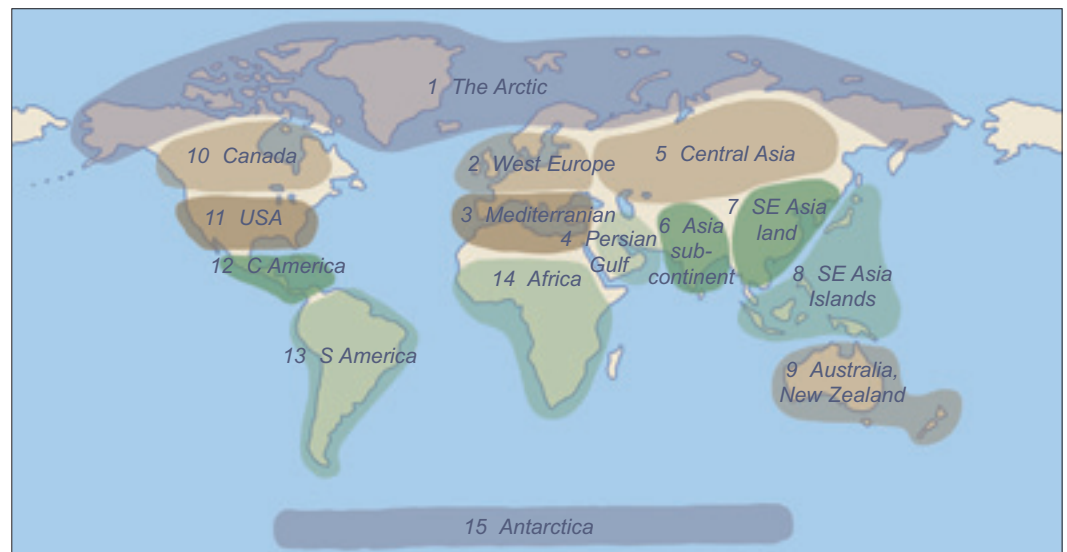 1 The Arctic
10 Canada
2 West Europe
5 Central Asia
11 USA
3 Mediterranian
4 Persian
Gulf
6 Asia
sub-
continent
7 SE Asia
land
12 C America
14 Africa
8 SE Asia
Islands
13 S America
9 Australia,
New Zealand
15 Antarctica